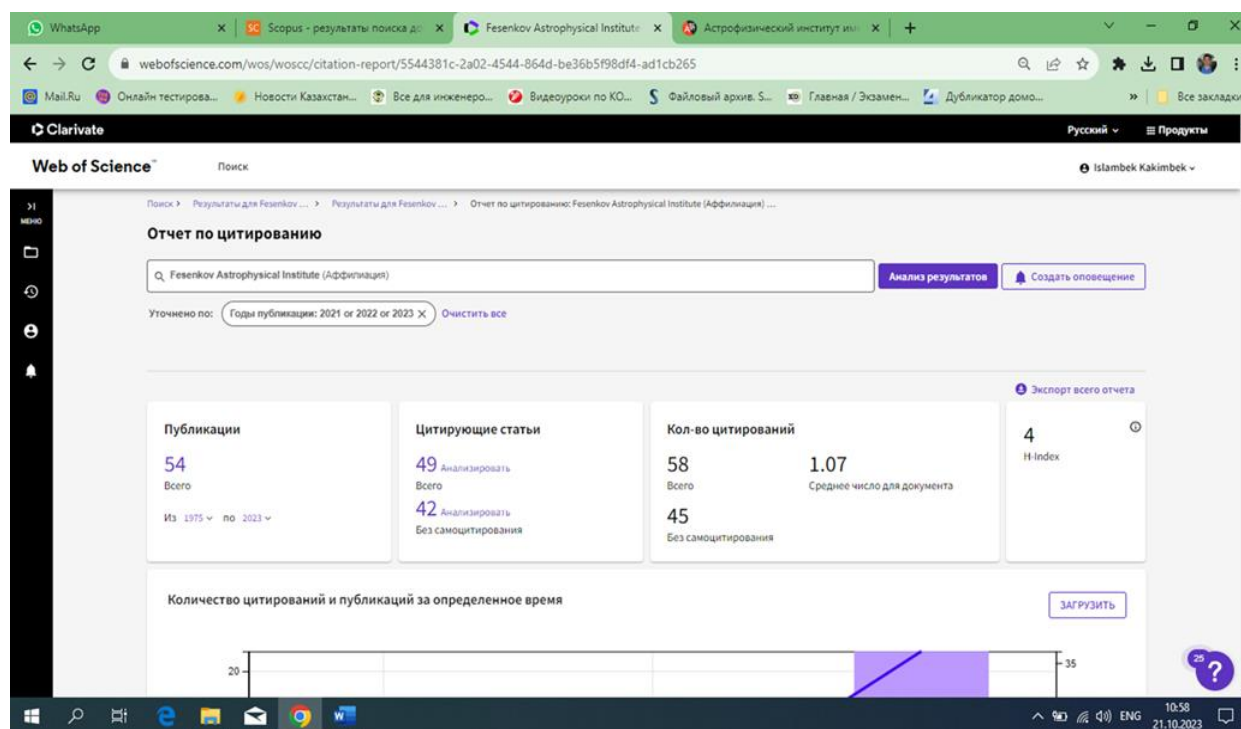 WhatsApp
Scopus - результаты поиска до
Fesenkov Astrophysical Institute
Астрофизический институт им
webofscience.com/wos/woscc/citation-report/5544381c-2a02-4544-864d-be36b5f98df4-ad1cb265
Mail.Ru
Онлайн тестирова...
Новости Казахстан...
Все для инженеро...
Видеоуроки по КО...
Файловый архив. S...
Главная / Экзамен...
Дубликатор домо...
»
Все закладки
Clarivate
Русский
Продукты
Web of Science™
Поиск
Islambek Kakimbek
МЕНЮ
Поиск > Результаты для Fesenkov ... > Результаты для Fesenkov ... > Отчет по цитированию: Fesenkov Astrophysical Institute (Аффилиация) ...
Отчет по цитированию
Fesenkov Astrophysical Institute (Аффилиация)
Анализ результатов
Создать оповещение
Уточнено по: Годы публикации: 2021 or 2022 or 2023 × Очистить все
Экспорт всего отчета
Публикации
54
Всего
Из 1975 по 2023
Цитирующие статьи
49 Анализировать
Всего
42 Анализировать
Без самоцитирования
Кол-во цитирований
58
Всего
1.07
Среднее число для документа
45
Без самоцитирования
4
H-Index
Количество цитирований и публикаций за определенное время
ЗАГРУЗИТЬ
20
35
25
?
ENG
10:58
21.10.2023